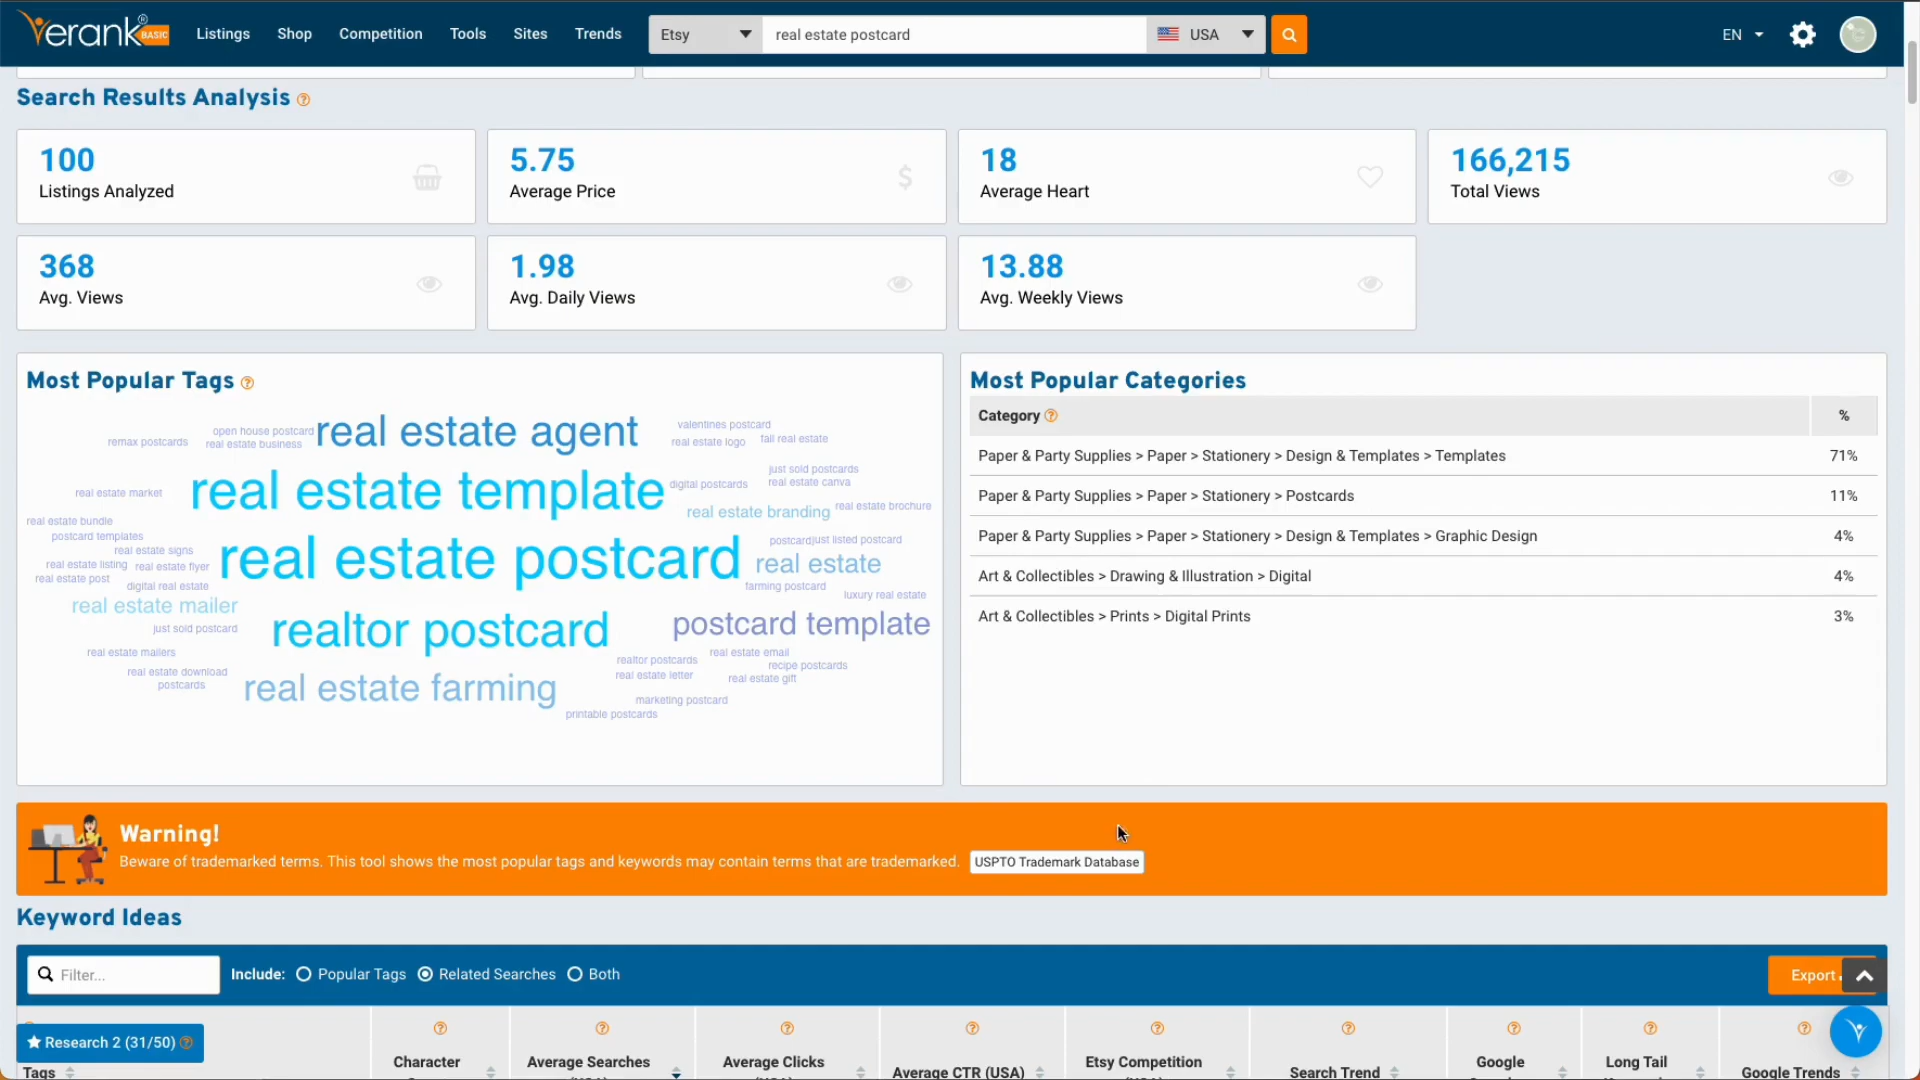 erank® BASIC
Listings
Shop
Competition
Tools
Sites
Trends
Etsy
real estate postcard
USA
EN
Search Results Analysis
100
Listings Analyzed
5.75
Average Price
18
Average Heart
166,215
Total Views
368
Avg. Views
1.98
Avg. Daily Views
13.88
Avg. Weekly Views
Most Popular Tags
real estate agent
open house postcard
valentines postcard
remax postcards
real estate business
real estate logo
fall real estate
just sold postcards
real estate template
digital postcards
real estate canva
real estate market
real estate branding
real estate brochure
real estate bundle
postcard templates
real estate signs
real estate postcard
postcard
just listed postcard
real estate listing
real estate flyer
real estate
real estate post
digital real estate
farming postcard
luxury real estate
real estate mailer
just sold postcard
realtor postcard
postcard template
real estate mailers
realtor postcards
real estate email
recipe postcards
real estate download
postcards
real estate letter
real estate gift
real estate farming
marketing postcard
printable postcards
Most Popular Categories
Category
%
Paper & Party Supplies > Paper > Stationery > Design & Templates > Templates
71%
Paper & Party Supplies > Paper > Stationery > Postcards
11%
Paper & Party Supplies > Paper > Stationery > Design & Templates > Graphic Design
4%
Art & Collectibles > Drawing & Illustration > Digital
4%
Art & Collectibles > Prints > Digital Prints
3%
Warning!
Beware of trademarked terms. This tool shows the most popular tags and keywords may contain terms that are trademarked.
USPTO Trademark Database
Keyword Ideas
Filter...
Include:
Popular Tags
Related Searches
Both
Export
Research 2 (31/50)
Tags
Character
Average Searches
Average Clicks
Average CTR (USA)
Etsy Competition
Search Trend
Google
Long Tail
Google Trends